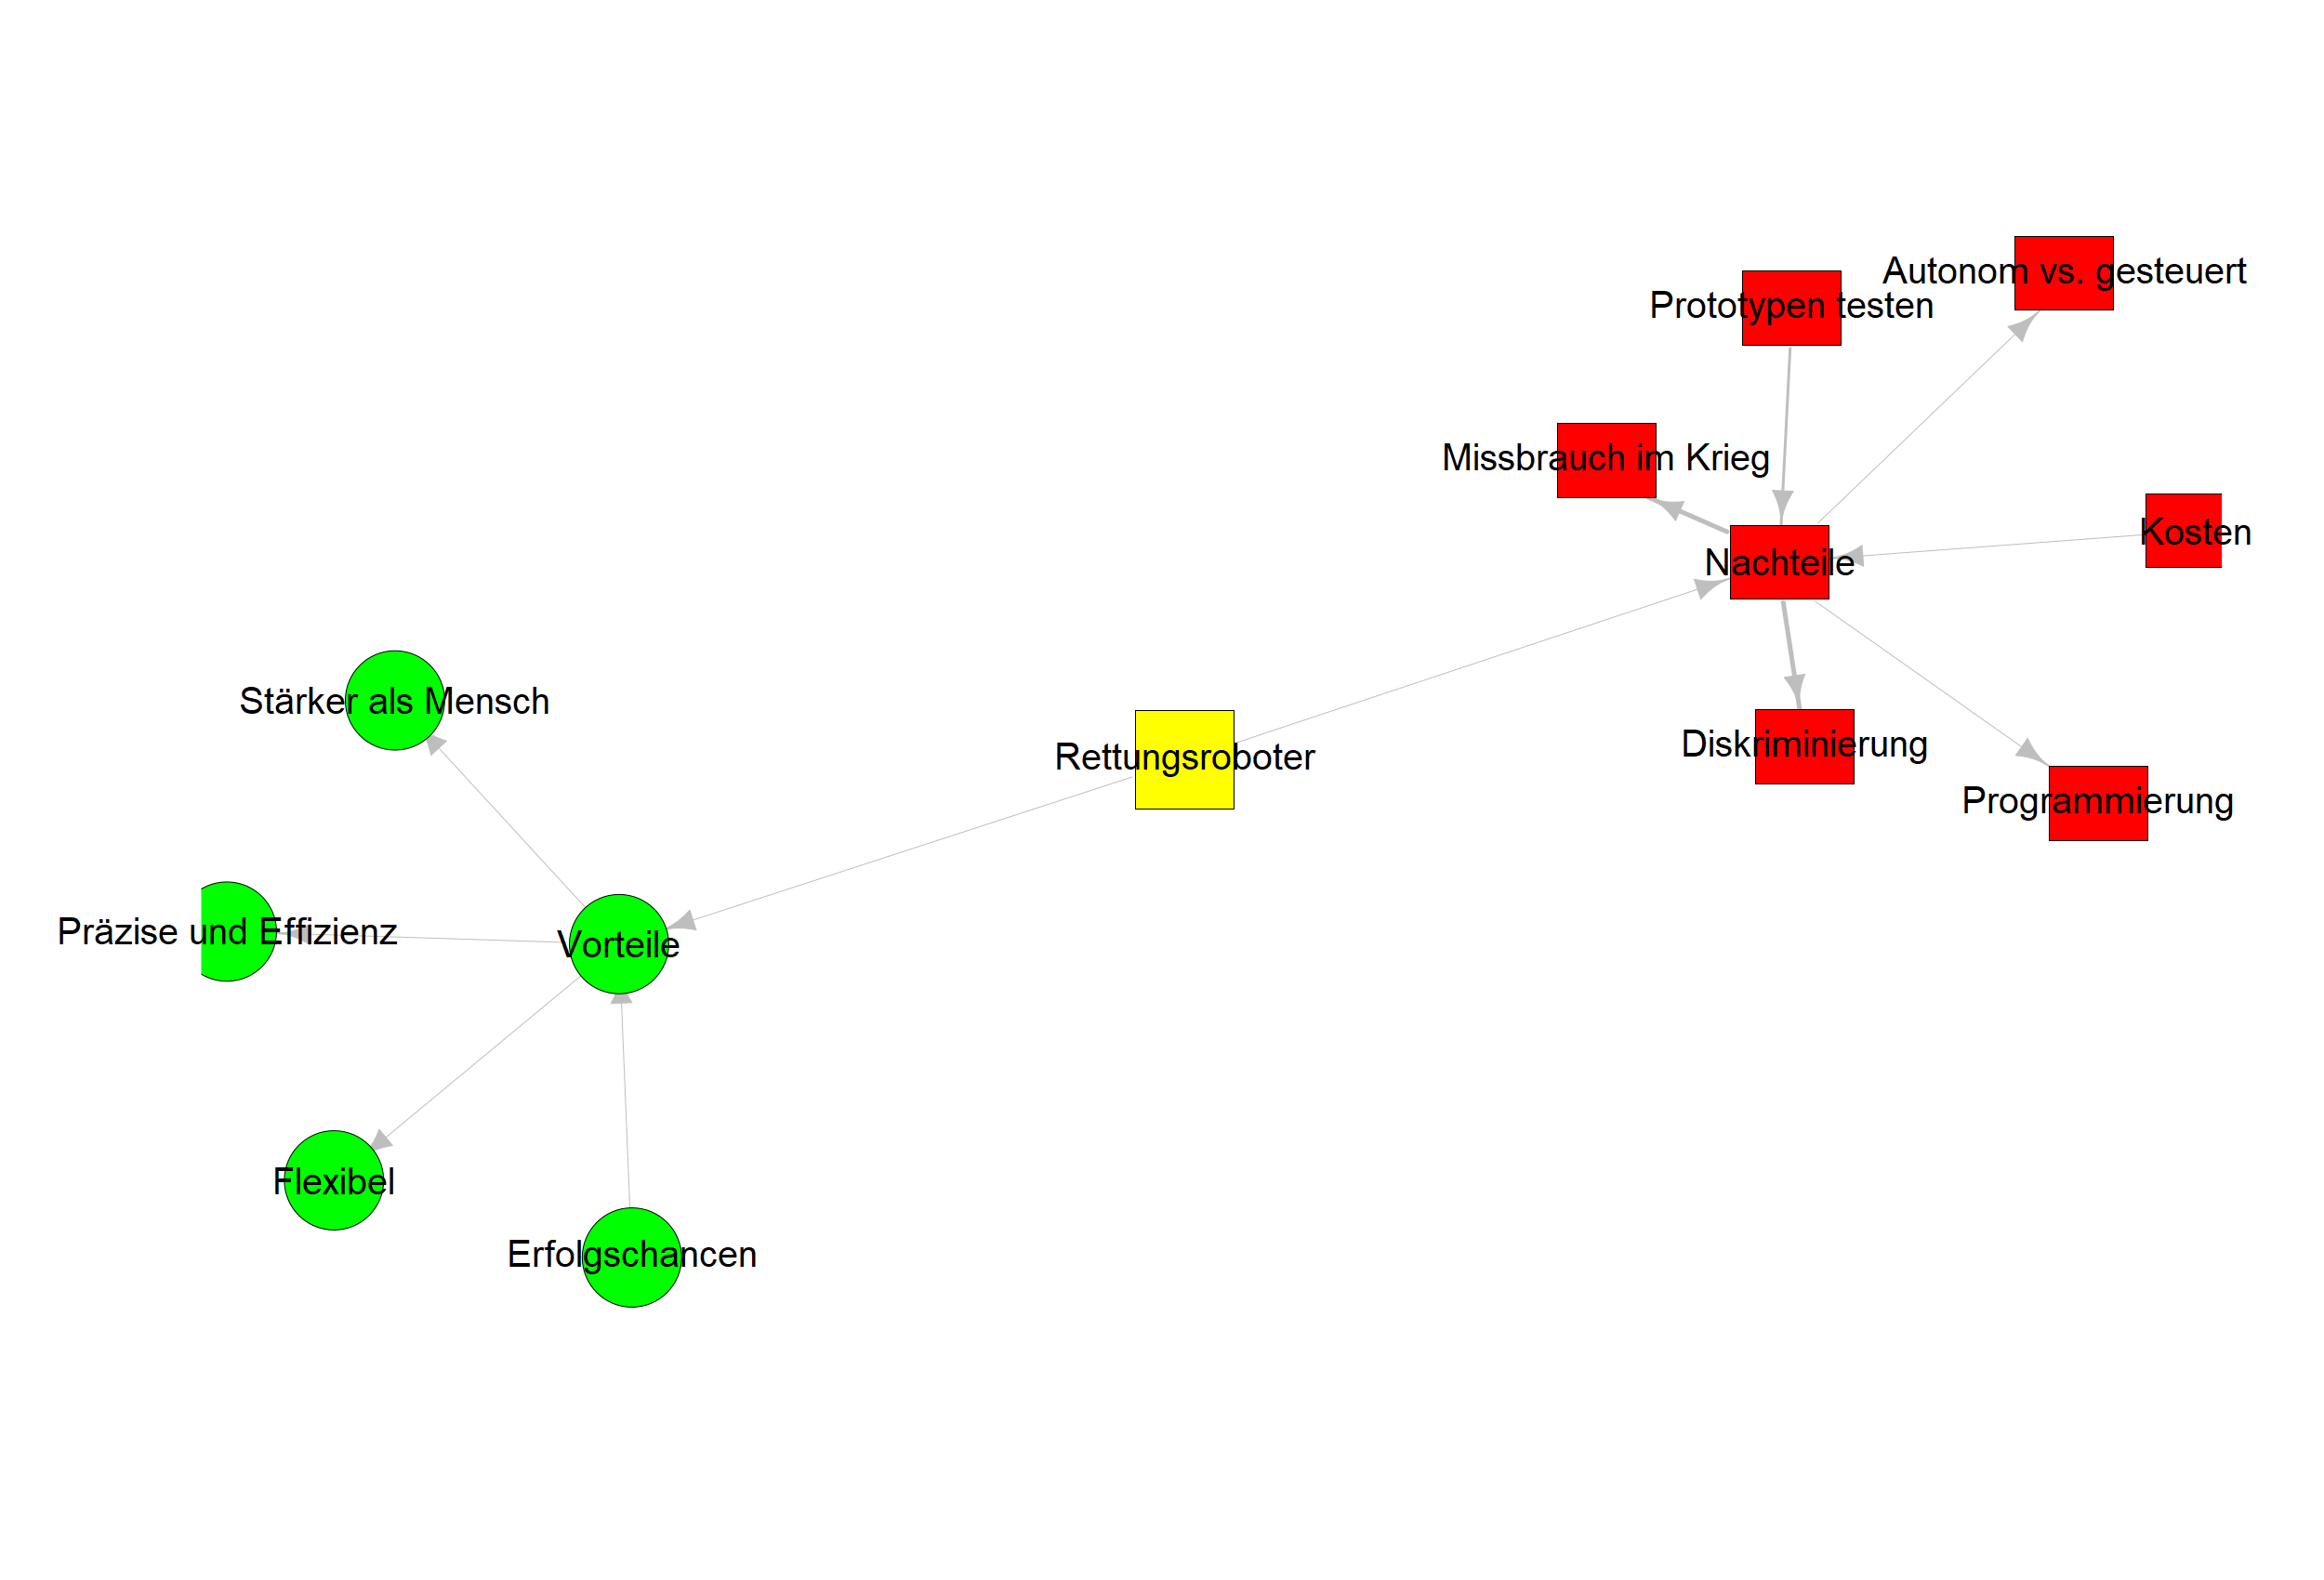 Autonom vs. gesteuert
Prototypen testen
Missbrauch im Krieg
Kosten
Nachteile
Stärker als Mensch
Diskriminierung
Rettungsroboter
Programmierung
Präzise und Effizienz
Vorteile
Flexibel
Erfolgschancen